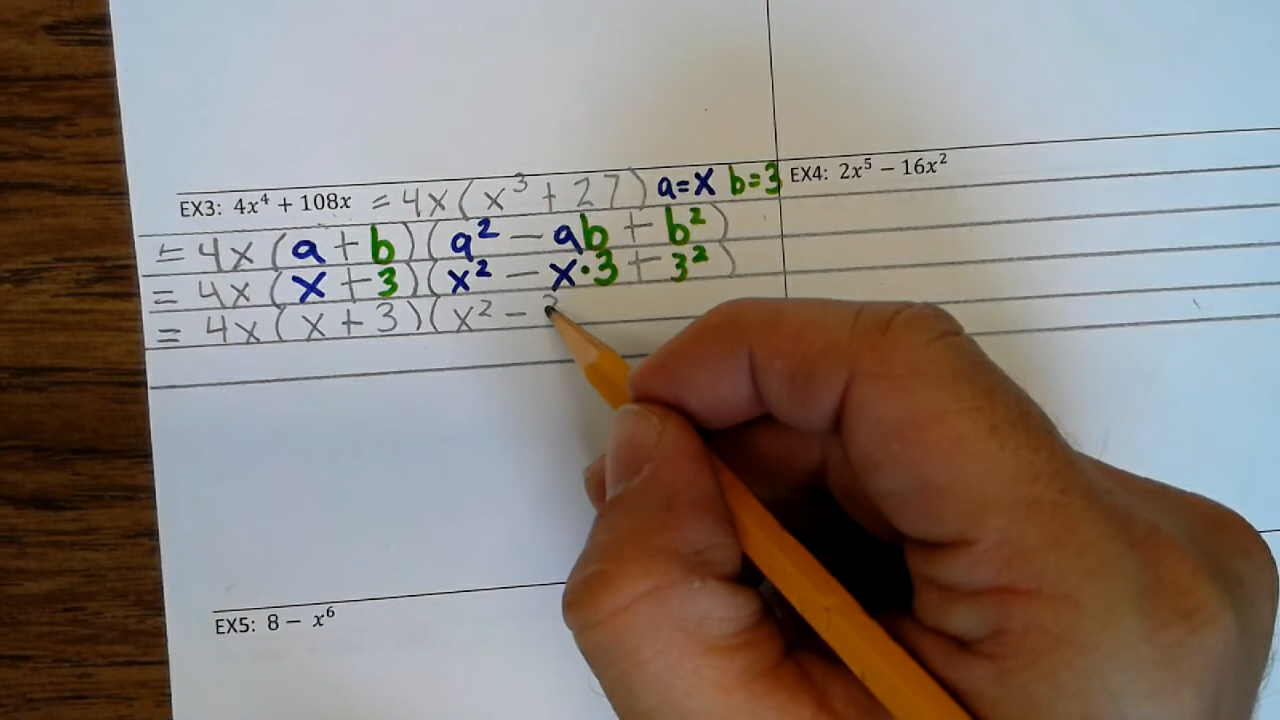 EX3: 4x⁴ + 108x = 4x(x³ + 27) a=x b=3
= 4x(a+b)(a² - ab + b²)
= 4x(x+3)(x² - x·3 + 3²)
= 4x(x+3)(x² -
EX4: 2x⁵ − 16x²
EX5: 8 − x⁶